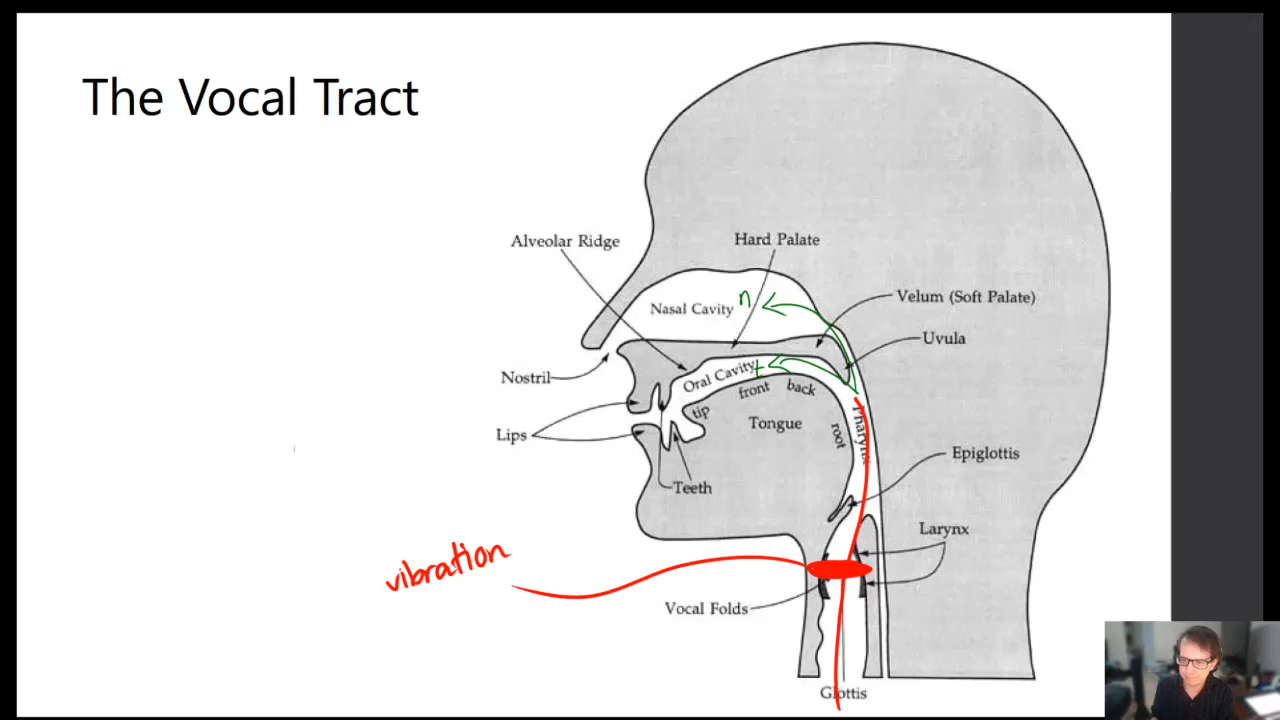 The Vocal Tract
Alveolar Ridge
Hard Palate
Nasal Cavity
n
Velum (Soft Palate)
Uvula
Nostril
Oral Cavity
t
front
back
tip
Lips
Tongue
root
Pharynx
Epiglottis
Teeth
Larynx
vibration
Vocal Folds
Glottis